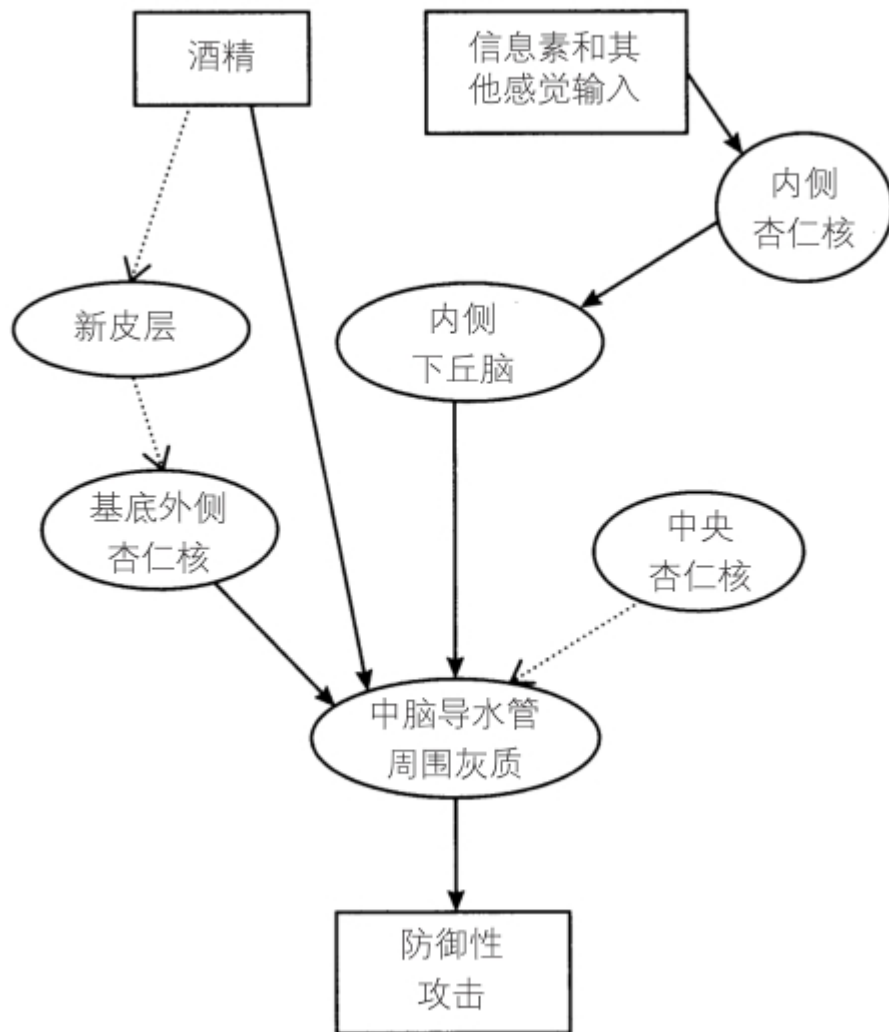 酒精
信息素和其
他感觉输入
内侧
杏仁核
新皮层
内侧
下丘脑
基底外侧
杏仁核
中央
杏仁核
中脑导水管
周围灰质
防御性
攻击